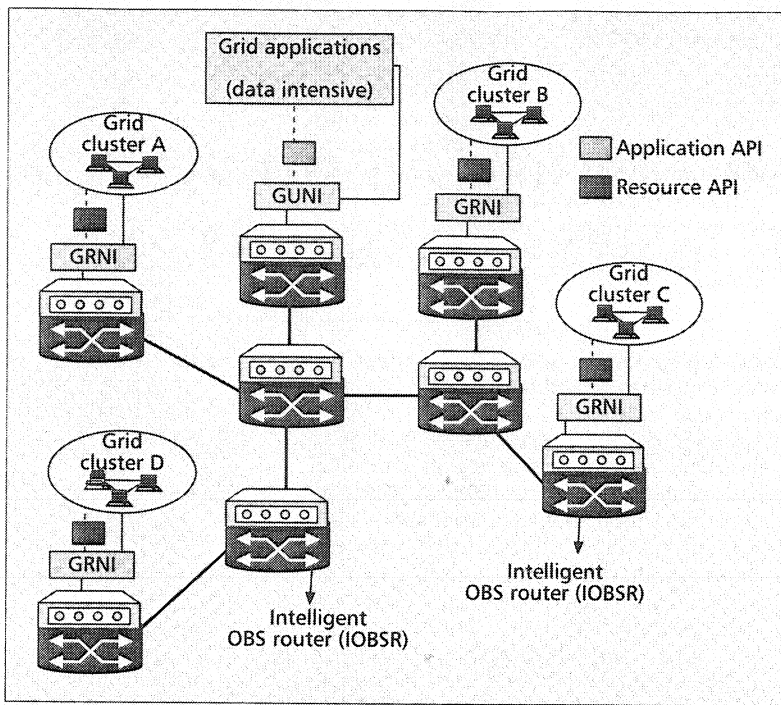 Grid applications
(data intensive)
Grid
cluster A
Grid
cluster B
Application API
Resource API
GUNI
GRNI
GRNI
Grid
cluster C
GRNI
Grid
cluster D
GRNI
Intelligent
OBS router (IOBSR)
Intelligent
OBS router (IOBSR)